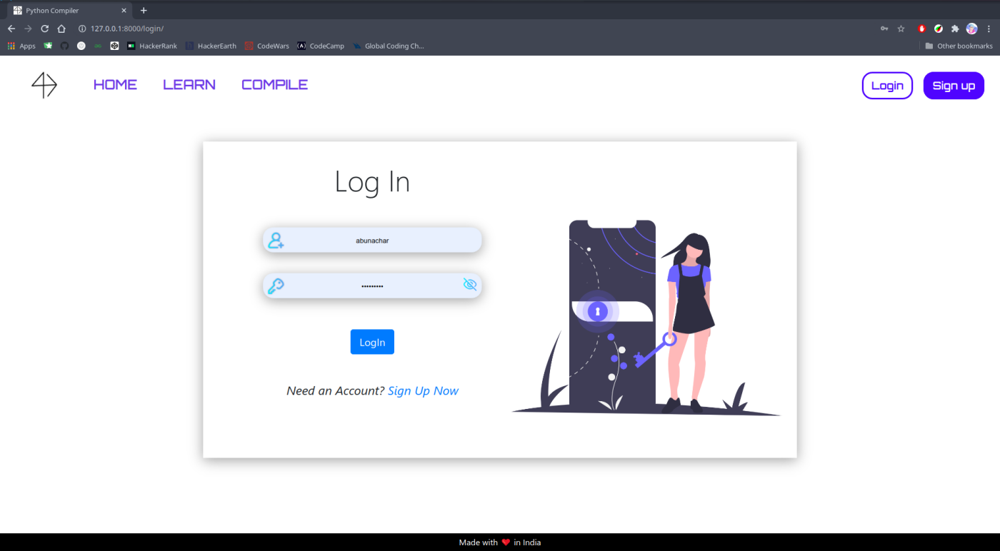 Python Compiler
127.0.0.1:8000/login/
Apps
HackerRank
HackerEarth
CodeWars
CodeCamp
Global Coding Ch...
Other bookmarks
HOME LEARN COMPILE
Login Sign up
Log In
abunachar
•••••••••
LogIn
Need an Account? Sign Up Now
Made with ❤️ in India